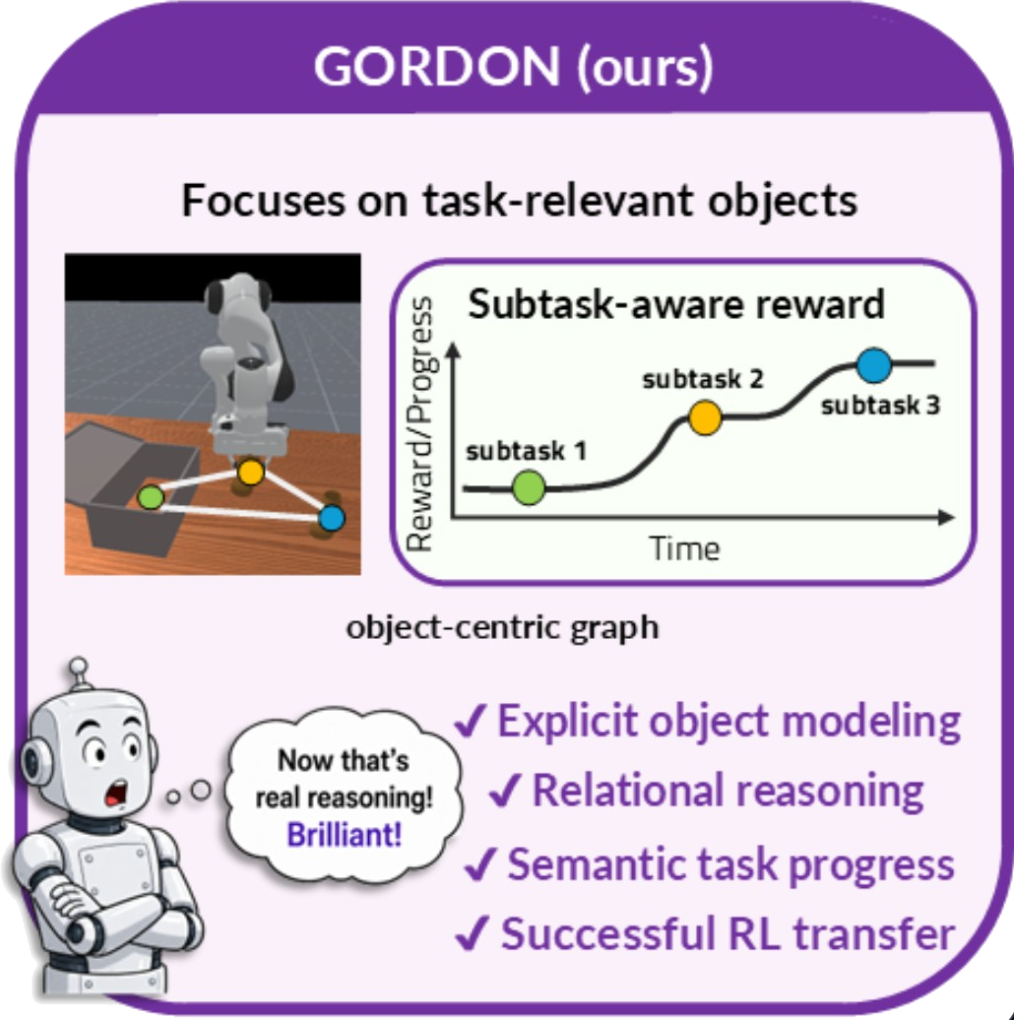 GORDON (ours)
Focuses on task-relevant objects
Subtask-aware reward
Reward/Progress
subtask 1
subtask 2
subtask 3
Time
object-centric graph
Now that's
real reasoning!
Brilliant!
✓ Explicit object modeling
✓ Relational reasoning
✓ Semantic task progress
✓ Successful RL transfer